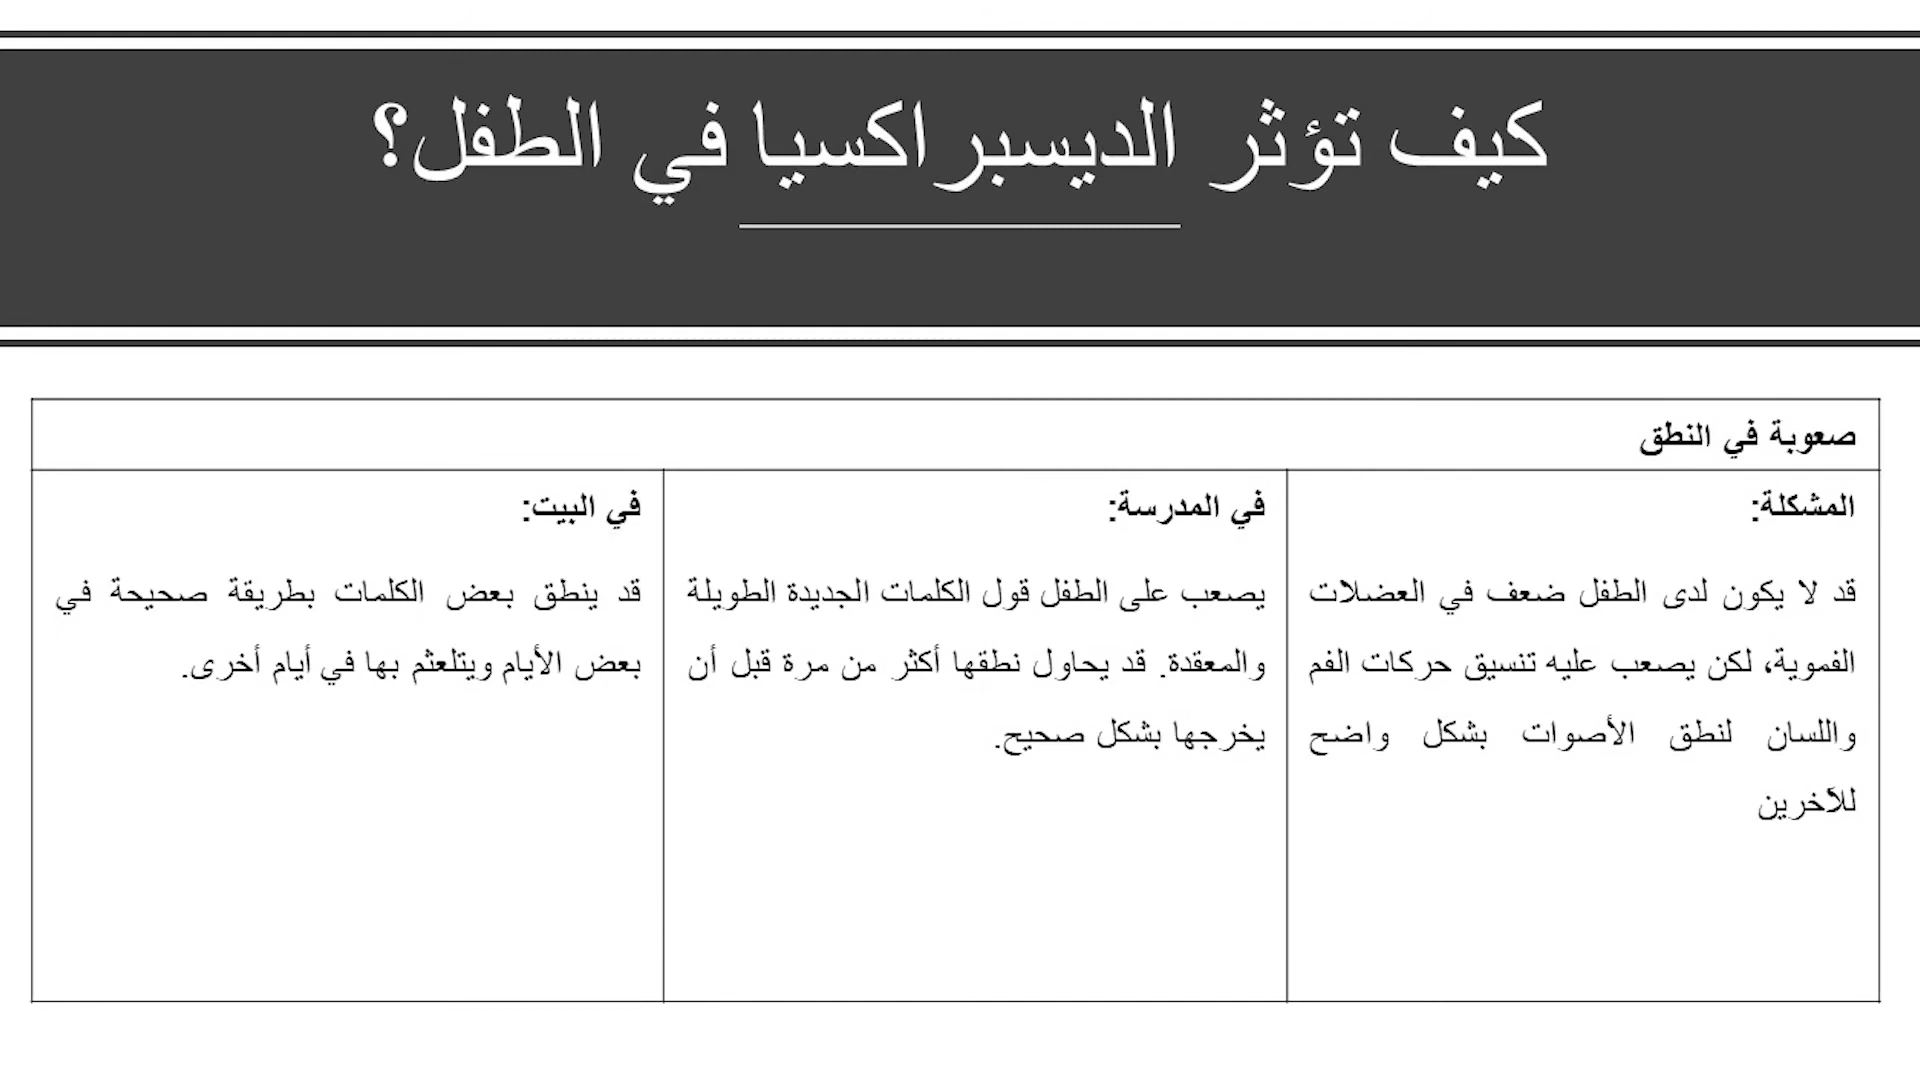 كيف تؤثر الديسبراكسيا في الطفل؟
صعوبة في النطق
المشكلة:
قد لا يكون لدى الطفل ضعف في العضلات
الفموية، لكن يصعب عليه تنسيق حركات الفم
واللسان لنطق الأصوات بشكل واضح
للآخرين
في المدرسة:
يصعب على الطفل قول الكلمات الجديدة الطويلة
والمعقدة. قد يحاول نطقها أكثر من مرة قبل أن
يخرجها بشكل صحيح.
في البيت:
قد ينطق بعض الكلمات بطريقة صحيحة في
بعض الأيام ويتلعثم بها في أيام أخرى.